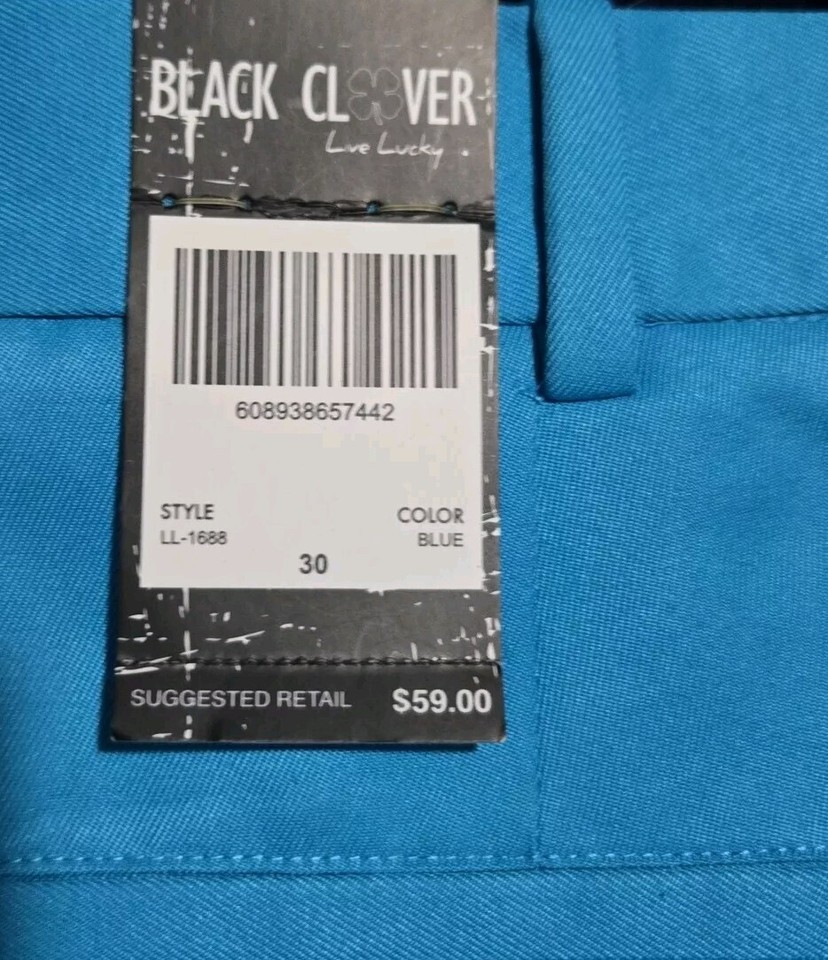 BLACK CLOVER
Live Lucky
608938657442
STYLE COLOR
LL-1688 BLUE
30
SUGGESTED RETAIL $59.00